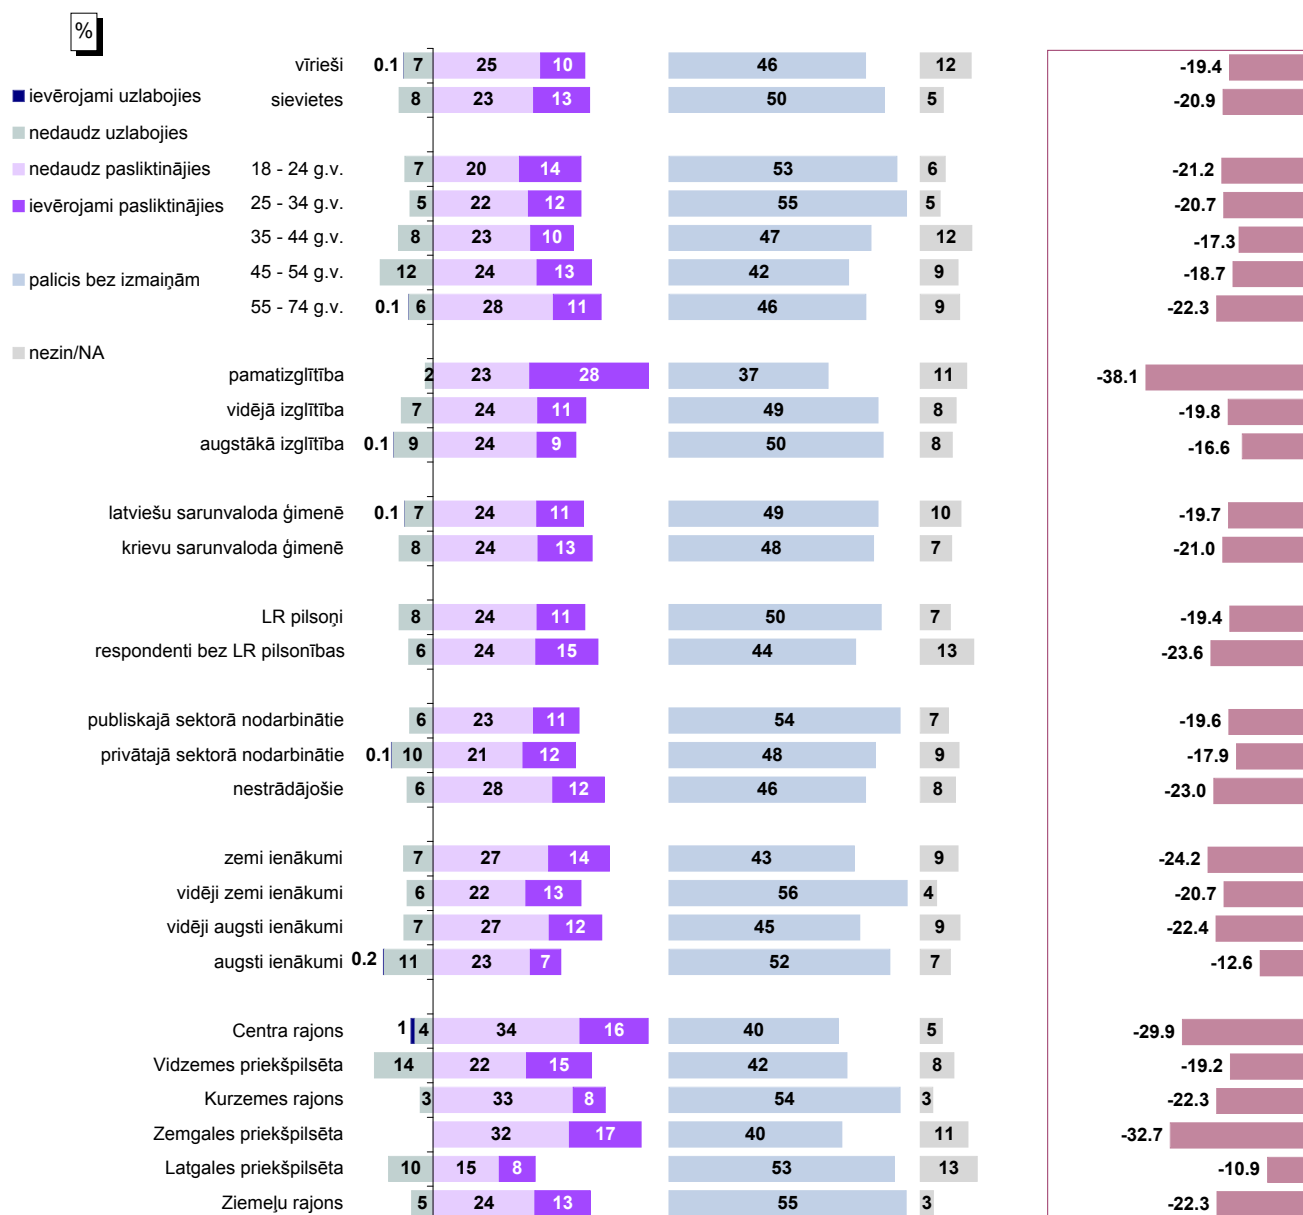 %
ievērojami uzlabojies
nedaudz uzlabojies
nedaudz pasliktinājies
ievērojami pasliktinājies
palicis bez izmaiņām
nezin/NA
vīrieši 0.1 7 25 10 46 12 -19.4
sievietes 8 23 13 50 5 -20.9
18 - 24 g.v. 7 20 14 53 6 -21.2
25 - 34 g.v. 5 22 12 55 5 -20.7
35 - 44 g.v. 8 23 10 47 12 -17.3
45 - 54 g.v. 12 24 13 42 9 -18.7
55 - 74 g.v. 0.1 6 28 11 46 9 -22.3
pamatizglītība 2 23 28 37 11 -38.1
vidējā izglītība 7 24 11 49 8 -19.8
augstākā izglītība 0.1 9 24 9 50 8 -16.6
latviešu sarunvaloda ģimenē 0.1 7 24 11 49 10 -19.7
krievu sarunvaloda ģimenē 8 24 13 48 7 -21.0
LR pilsoņi 8 24 11 50 7 -19.4
respondenti bez LR pilsonības 6 24 15 44 13 -23.6
publiskajā sektorā nodarbinātie 6 23 11 54 7 -19.6
privātajā sektorā nodarbinātie 0.1 10 21 12 48 9 -17.9
nestrādājošie 6 28 12 46 8 -23.0
zemi ienākumi 7 27 14 43 9 -24.2
vidēji zemi ienākumi 6 22 13 56 4 -20.7
vidēji augsti ienākumi 7 27 12 45 9 -22.4
augsti ienākumi 0.2 11 23 7 52 7 -12.6
Centra rajons 1 4 34 16 40 5 -29.9
Vidzemes priekšpilsēta 14 22 15 42 8 -19.2
Kurzemes rajons 3 33 8 54 3 -22.3
Zemgales priekšpilsēta 32 17 40 11 -32.7
Latgales priekšpilsēta 10 15 8 53 13 -10.9
Ziemeļu rajons 5 24 13 55 3 -22.3